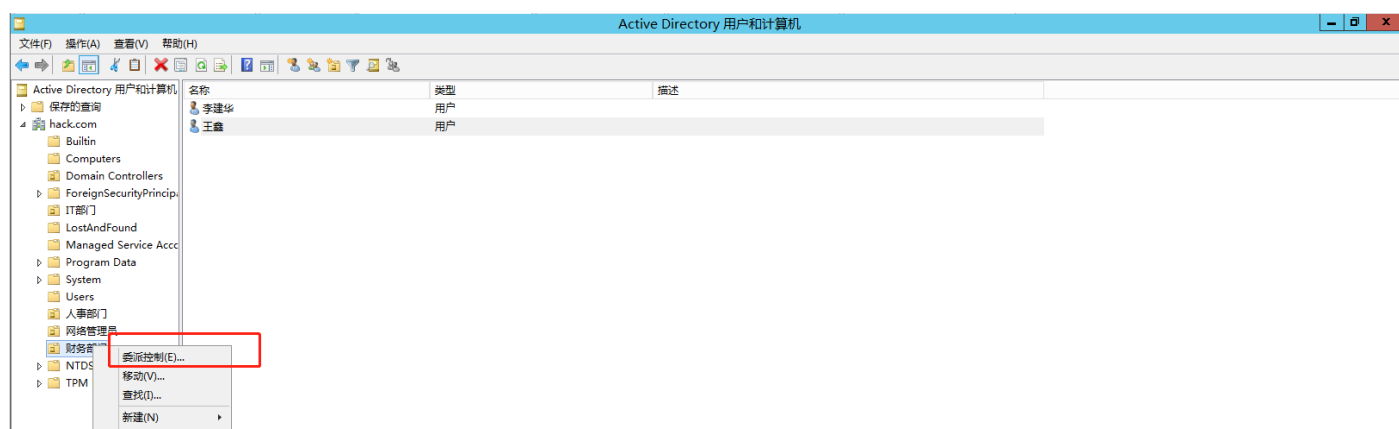 Active Directory 用户和计算机
文件(F) 操作(A) 查看(V) 帮助(H)
Active Directory 用户和计算机
名称 类型 描述
保存的查询
李建华 用户
hack.com
王鑫 用户
Builtin
Computers
Domain Controllers
ForeignSecurityPrincipa
IT部门
LostAndFound
Managed Service Acco
Program Data
System
Users
人事部门
网络管理员
财务部门
委派控制(E)...
NTDS
移动(V)...
TPM
查找(I)...
新建(N)